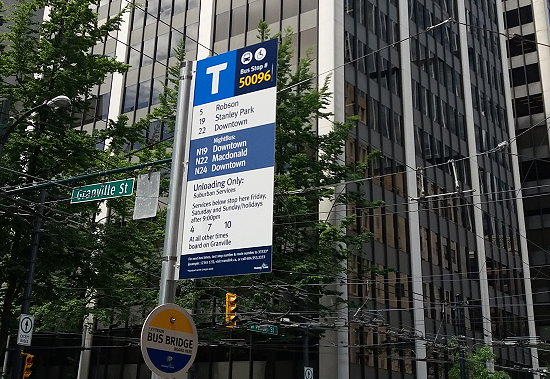 T
Bus Stop #
50096
5 Robson
19 Stanley Park
22 Downtown
NightBus:
N19 Downtown
N22 Macdonald
N24 Downtown
Unloading Only:
Suburban Services
Services below stop here Friday,
Saturday and Sunday/holidays
after 9:00pm
4 7 10
At all other times
board on Granville
Granville St
BUS BRIDGE
BOARD HERE